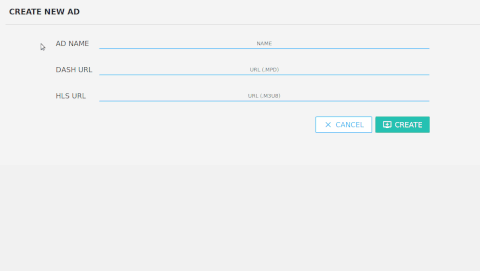 CREATE NEW AD
AD NAME NAME
DASH URL URL (.MPD)
HLS URL URL (.M3U8)
CANCEL CREATE